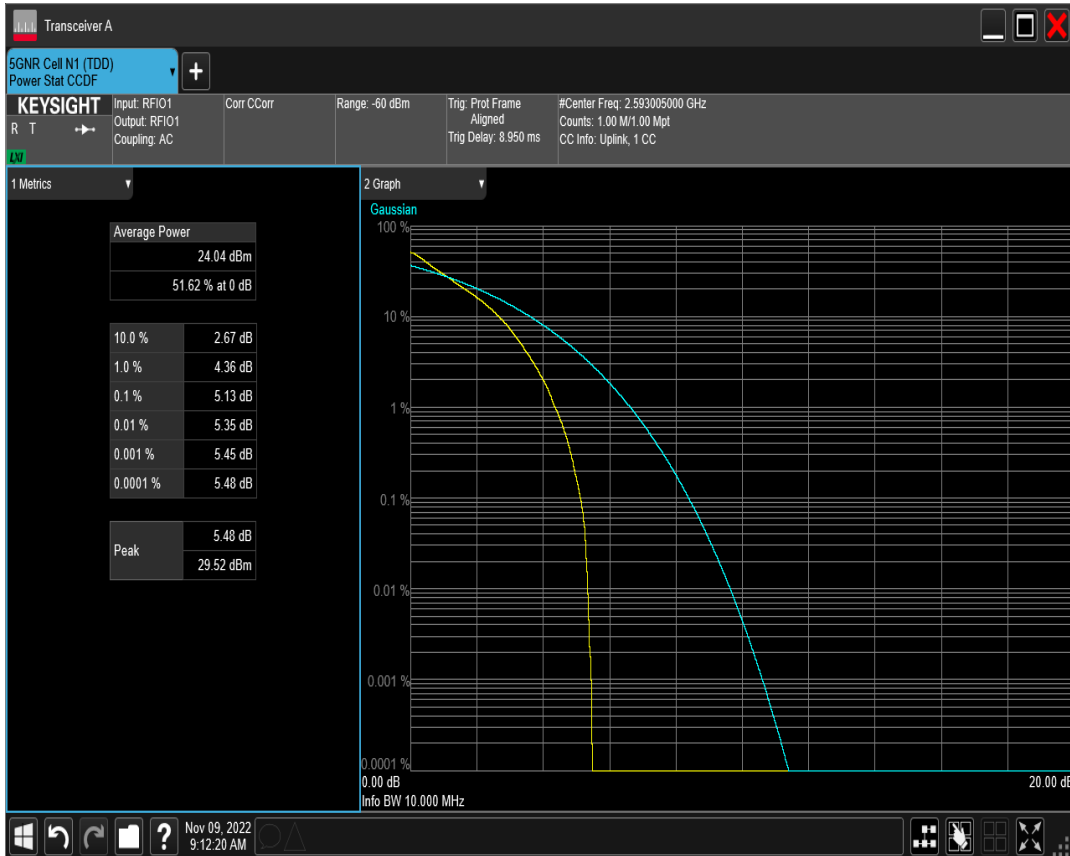 Transceiver A
5GNR Cell N1 (TDD)
Power Stat CCDF
+
KEYSIGHT
R T
LXI
Input: RFIO1
Output: RFIO1
Coupling: AC
Corr CCorr
Range: -60 dBm
Trig: Prot Frame
Aligned
Trig Delay: 8.950 ms
#Center Freq: 2.593005000 GHz
Counts: 1.00 M/1.00 Mpt
CC Info: Uplink, 1 CC
1 Metrics
Average Power
24.04 dBm
51.62 % at 0 dB
10.0 % 2.67 dB
1.0 % 4.36 dB
0.1 % 5.13 dB
0.01 % 5.35 dB
0.001 % 5.45 dB
0.0001 % 5.48 dB
Peak
5.48 dB
29.52 dBm
2 Graph
Gaussian
100 %
10 %
1 %
0.1 %
0.01 %
0.001 %
0.0001 %
0.00 dB 20.00 dB
Info BW 10.000 MHz
?
Nov 09, 2022
9:12:20 AM